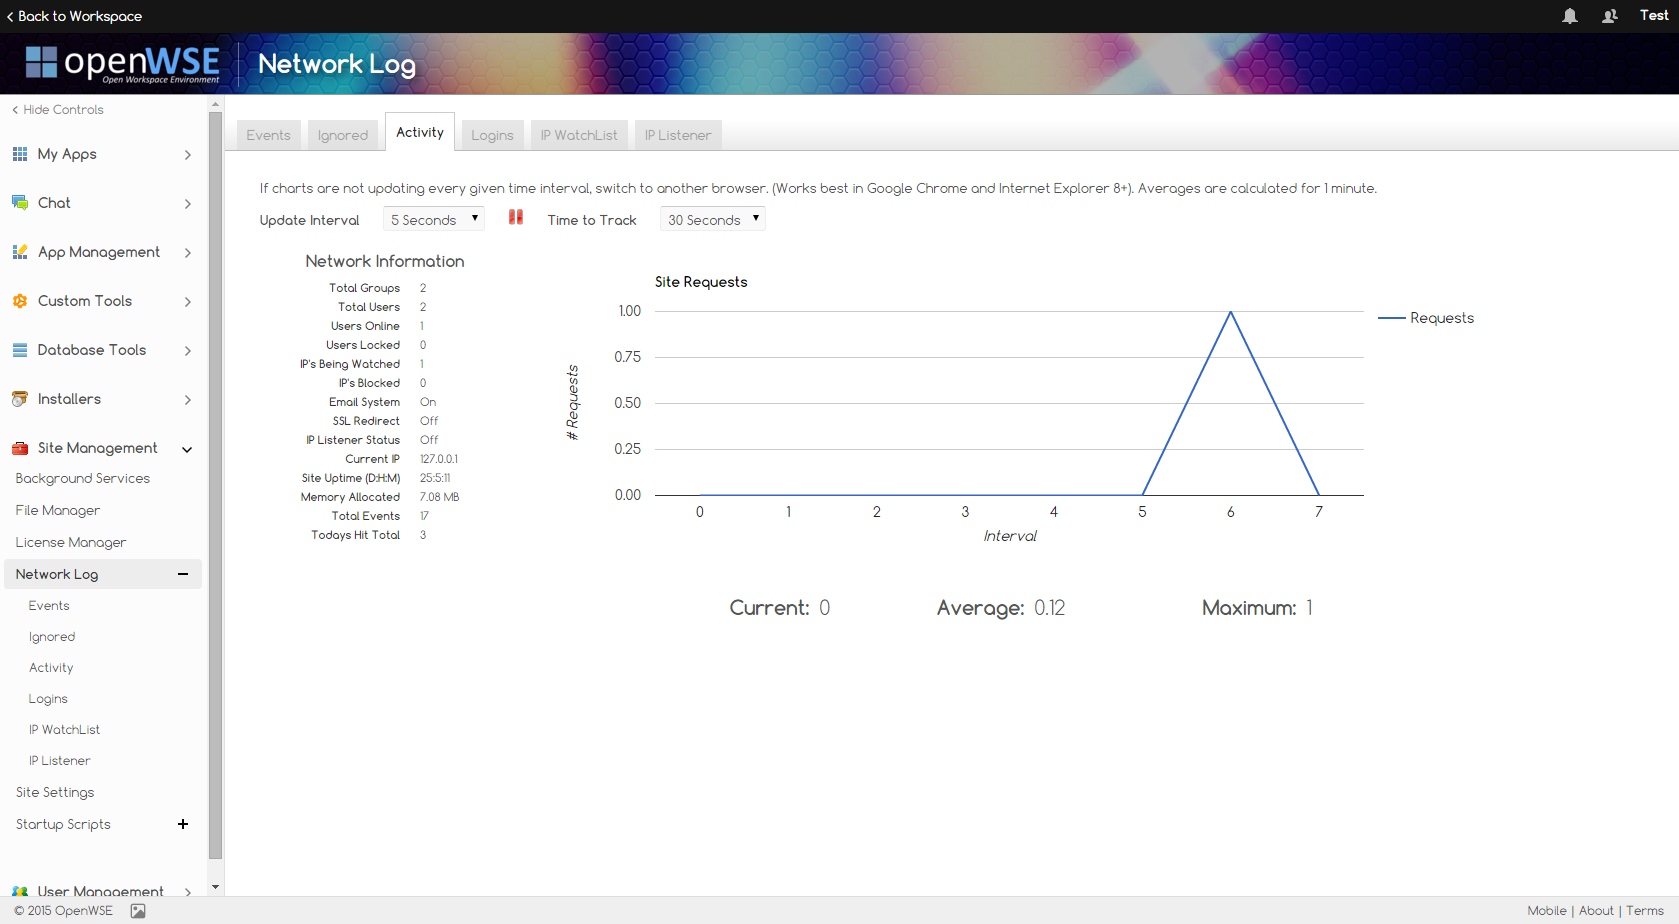 Back to Workspace
Test
openWSE
Open Workspace Environment
Network Log
Hide Controls
My Apps
Chat
App Management
Custom Tools
Database Tools
Installers
Site Management
Background Services
File Manager
License Manager
Network Log
Events
Ignored
Activity
Logins
IP WatchList
IP Listener
Site Settings
Startup Scripts
User Management
Events Ignored Activity Logins IP WatchList IP Listener
If charts are not updating every given time interval, switch to another browser. (Works best in Google Chrome and Internet Explorer 8+). Averages are calculated for 1 minute.
Update Interval 5 Seconds Time to Track 30 Seconds
Network Information
Total Groups 2
Total Users 2
Users Online 1
Users Locked 0
IP's Being Watched 1
IP's Blocked 0
Email System On
SSL Redirect Off
IP Listener Status Off
Current IP 127.0.0.1
Site Uptime (D:H:M) 25:5:11
Memory Allocated 7.08 MB
Total Events 17
Todays Hit Total 3
Site Requests
1.00
0.75
0.50
0.25
0.00
# Requests
0 1 2 3 4 5 6 7
Interval
Requests
Current: 0 Average: 0.12 Maximum: 1
© 2015 OpenWSE
Mobile | About | Terms